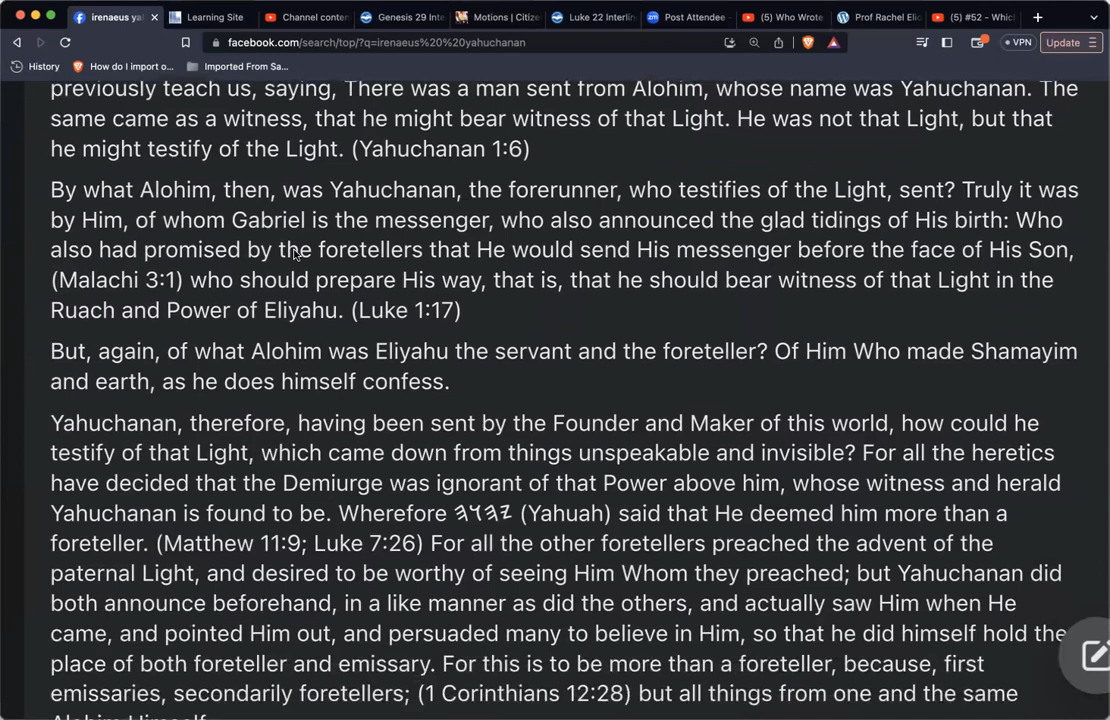 irenaeus ya
Learning Site
Channel conten
Genesis 29 Inte
Motions | Citize
Luke 22 Interlin
Post Attendee -
(5) Who Wrote
Prof Rachel Elio
(5) #52 - Which
facebook.com/search/top/?q=irenaeus%20%20yahuchanan
VPN
Update
History
How do I import o...
Imported From Sa...
previously teach us, saying, There was a man sent from Alohim, whose name was Yahuchanan. The
same came as a witness, that he might bear witness of that Light. He was not that Light, but that
he might testify of the Light. (Yahuchanan 1:6)
By what Alohim, then, was Yahuchanan, the forerunner, who testifies of the Light, sent? Truly it was
by Him, of whom Gabriel is the messenger, who also announced the glad tidings of His birth: Who
also had promised by the foretellers that He would send His messenger before the face of His Son,
(Malachi 3:1) who should prepare His way, that is, that he should bear witness of that Light in the
Ruach and Power of Eliyahu. (Luke 1:17)
But, again, of what Alohim was Eliyahu the servant and the foreteller? Of Him Who made Shamayim
and earth, as he does himself confess.
Yahuchanan, therefore, having been sent by the Founder and Maker of this world, how could he
testify of that Light, which came down from things unspeakable and invisible? For all the heretics
have decided that the Demiurge was ignorant of that Power above him, whose witness and herald
Yahuchanan is found to be. Wherefore 𐤉𐤄𐤅𐤄 (Yahuah) said that He deemed him more than a
foreteller. (Matthew 11:9; Luke 7:26) For all the other foretellers preached the advent of the
paternal Light, and desired to be worthy of seeing Him Whom they preached; but Yahuchanan did
both announce beforehand, in a like manner as did the others, and actually saw Him when He
came, and pointed Him out, and persuaded many to believe in Him, so that he did himself hold the
place of both foreteller and emissary. For this is to be more than a foreteller, because, first
emissaries, secondarily foretellers; (1 Corinthians 12:28) but all things from one and the same
Alohim Himself